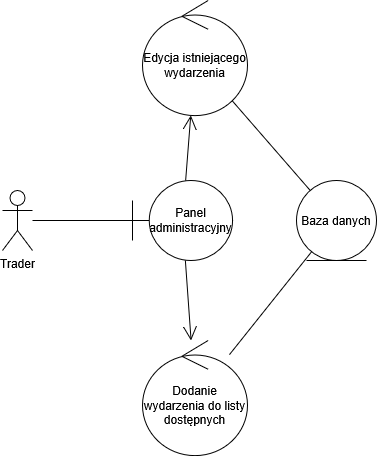 Edycja istniejącego
wydarzenia
Trader
Panel
administracyjny
Baza danych
Dodanie
wydarzenia do listy
dostępnych